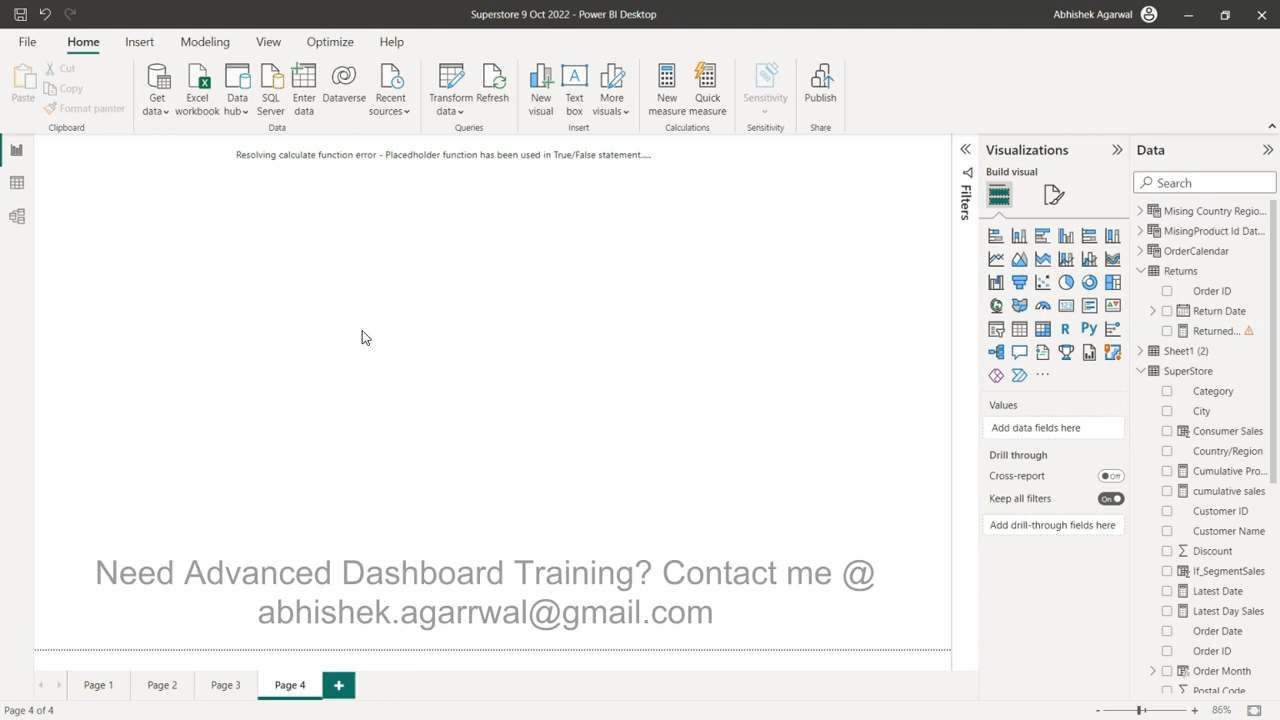 Superstore 9 Oct 2022 - Power BI Desktop
Abhishek Agarwal
File
Home
Insert
Modeling
View
Optimize
Help
Paste
Cut
Copy
Format painter
Clipboard
Get data
Excel workbook
Data hub
SQL Server
Enter data
Dataverse
Recent sources
Data
Transform data
Refresh
Queries
New visual
Text box
More visuals
Insert
New measure
Quick measure
Calculations
Sensitivity
Sensitivity
Publish
Share
Resolving calculate function error - Placedholder function has been used in True/False statement.....
Need Advanced Dashboard Training? Contact me @
abhishek.agarrwal@gmail.com
Filters
Visualizations
Build visual
R
Py
123
Values
Add data fields here
Drill through
Cross-report
Off
Keep all filters
On
Add drill-through fields here
Data
Search
Mising Country Regio...
MisingProduct Id Dat...
OrderCalendar
Returns
Order ID
Return Date
Returned...
Sheet1 (2)
SuperStore
Category
City
Consumer Sales
Country/Region
Cumulative Pro...
cumulative sales
Customer ID
Customer Name
Discount
If_SegmentSales
Latest Date
Latest Day Sales
Order Date
Order ID
Order Month
Postal Code
Page 1
Page 2
Page 3
Page 4
Page 4 of 4
86%